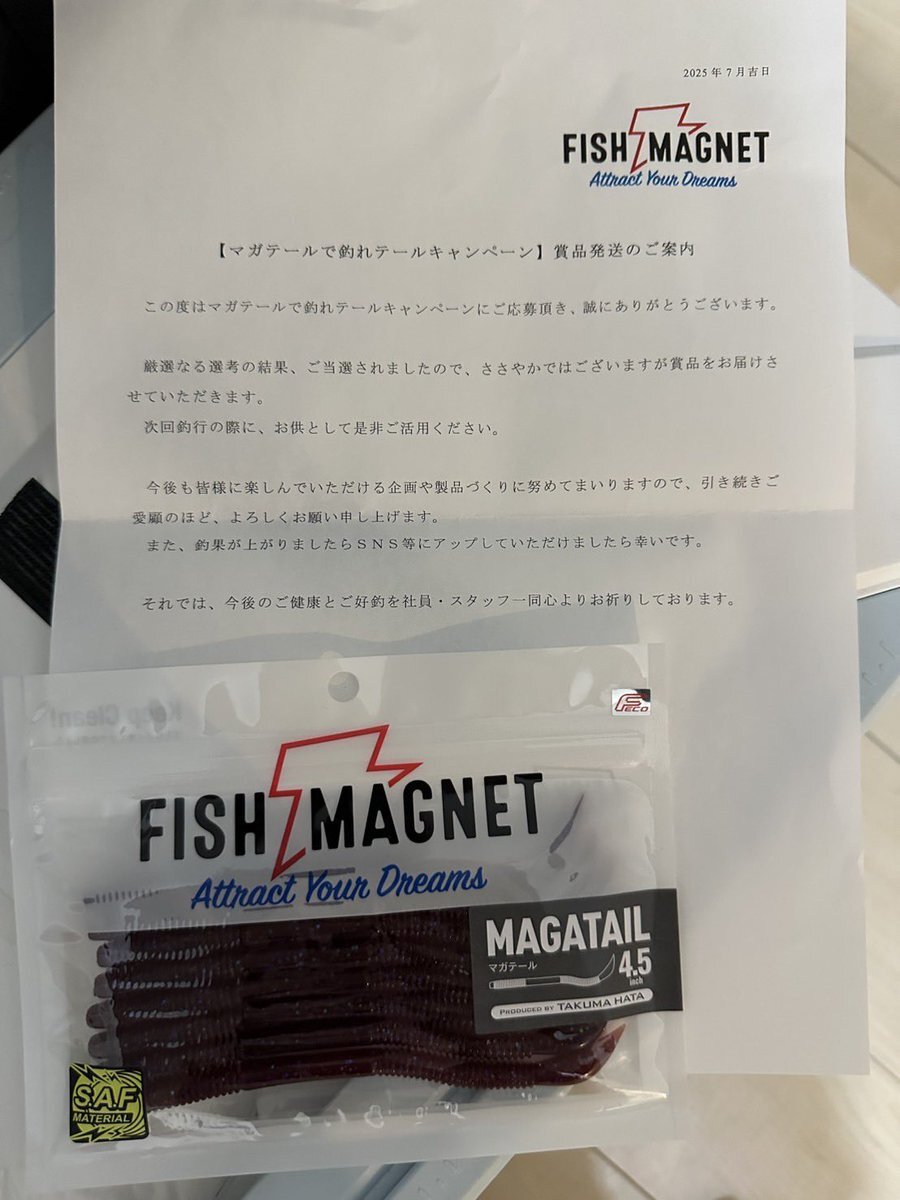 2025年7月吉日
FISH MAGNET
Attract Your Dreams
【マガテールで釣れテールキャンペーン】賞品発送のご案内
この度はマガテールで釣れテールキャンペーンにご応募頂き、誠にありがとうございます。
厳選なる選考の結果、ご当選されましたので、ささやかではございますが賞品をお届けさ
せていただきます。
次回釣行の際に、お供として是非ご活用ください。
今後も皆様に楽しんでいただける企画や製品づくりに努めてまいりますので、引き続きご
愛顧のほど、よろしくお願い申し上げます。
また、釣果が上がりましたらSNS等にアップしていただけましたら幸いです。
それでは、今後のご健康とご好釣を社員・スタッフ一同心よりお祈りしております。
Keep Clean!
Feco
FISH MAGNET
Attract Your Dreams
MAGATAIL
マガテール
4.5
inch
PRODUCED BY TAKUMA HATA
S.A.F
MATERIAL